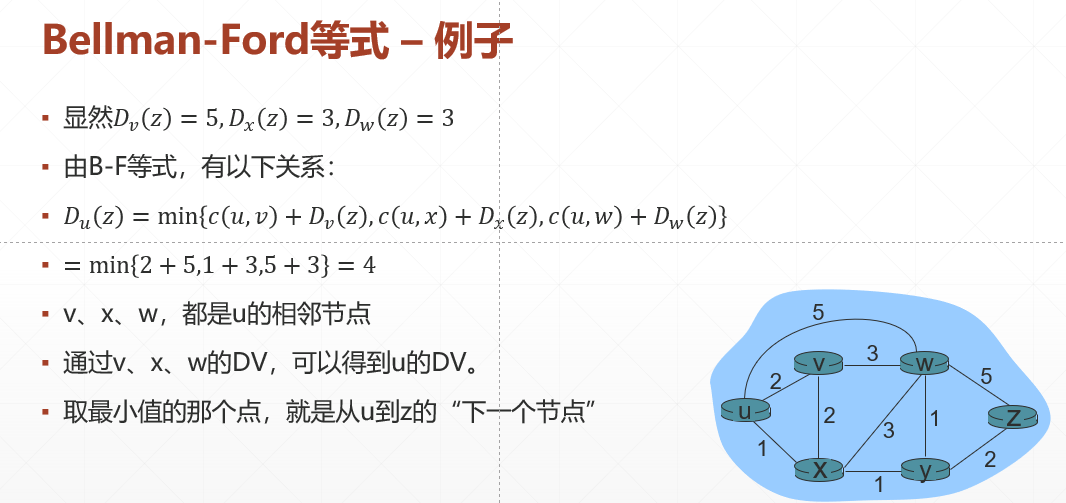 Bellman-Ford等式 – 例子
▪ 显然D_v(z) = 5, D_x(z) = 3, D_w(z) = 3
▪ 由B-F等式，有以下关系：
▪ D_u(z) = min{c(u, v) + D_v(z), c(u, x) + D_x(z), c(u, w) + D_w(z)}
▪ = min{2 + 5,1 + 3,5 + 3} = 4
▪ v、x、w，都是u的相邻节点
▪ 通过v、x、w的DV，可以得到u的DV。
▪ 取最小值的那个点，就是从u到z的“下一个节点”
5
v 3 w
2 5
u 2 3 1 z
1 2
x 1 y